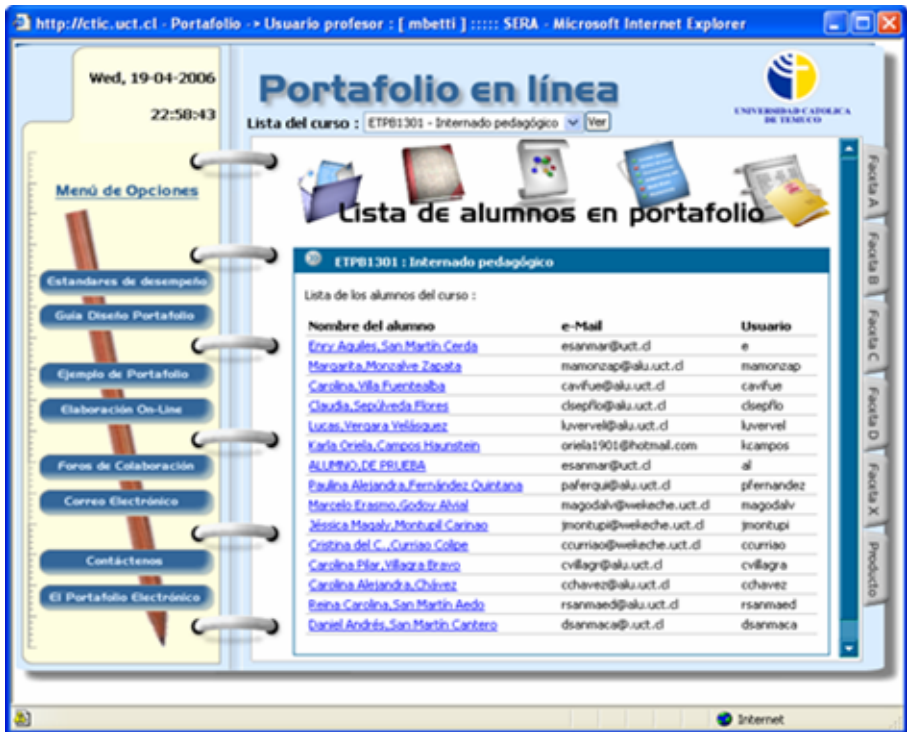 http://ctic.uct.cl - Portafolio -> Usuario profesor : [ mbetti ] ::::: SERA - Microsoft Internet Explorer
Wed, 19-04-2006
22:58:43
Menú de Opciones
Estandares de desempeño
Guía Diseño Portafolio
Ejemplo de Portafolio
Elaboración On-Line
Foros de Colaboración
Correo Electrónico
Contáctenos
El Portafolio Electrónico
Portafolio en línea
UNIVERSIDAD CATOLICA
DE TEMUCO
Lista del curso : ETP81301 - Internado pedagógico Ver
Lista de alumnos en portafolio
ETP81301 : Internado pedagógico
Lista de los alumnos del curso :
Nombre del alumno e-Mail Usuario
Enry Aquiles,San Martín Cerda esanmar@uct.cl e
Margarita,Monzalve Zapata mamonzap@alu.uct.cl mamonzap
Carolina,Villa Fuentealba cavifue@alu.uct.cl cavifue
Claudia,Sepúlveda Flores clsepflo@alu.uct.cl clsepflo
Lucas,Vergara Velásquez luvervel@alu.uct.cl luvervel
Karla Oriela,Campos Haunstein oriela1901@hotmail.com kcampos
ALUMNO,DE PRUEBA esanmar@uct.cl al
Paulina Alejandra,Fernández Quintana paferqui@alu.uct.cl pfernandez
Marcelo Erasmo,Godoy Alvial magodalv@wekeche.uct.cl magodalv
Jéssica Magaly,Montupil Carinao jmontupi@wekeche.uct.cl jmontupi
Cristina del C.,Curriao Colipe ccurriao@wekeche.uct.cl ccurriao
Carolina Pilar,Villagra Bravo cvillagr@alu.uct.cl cvillagra
Carolina Alejandra,Chávez cchavez@alu.uct.cl cchavez
Reina Carolina,San Martín Aedo rsanmaed@alu.uct.cl rsanmaed
Daniel Andrés,San Martín Cantero dsanmaca@.uct.cl dsanmaca
Faceta A
Faceta B
Faceta C
Faceta D
Faceta X
Producto
Internet